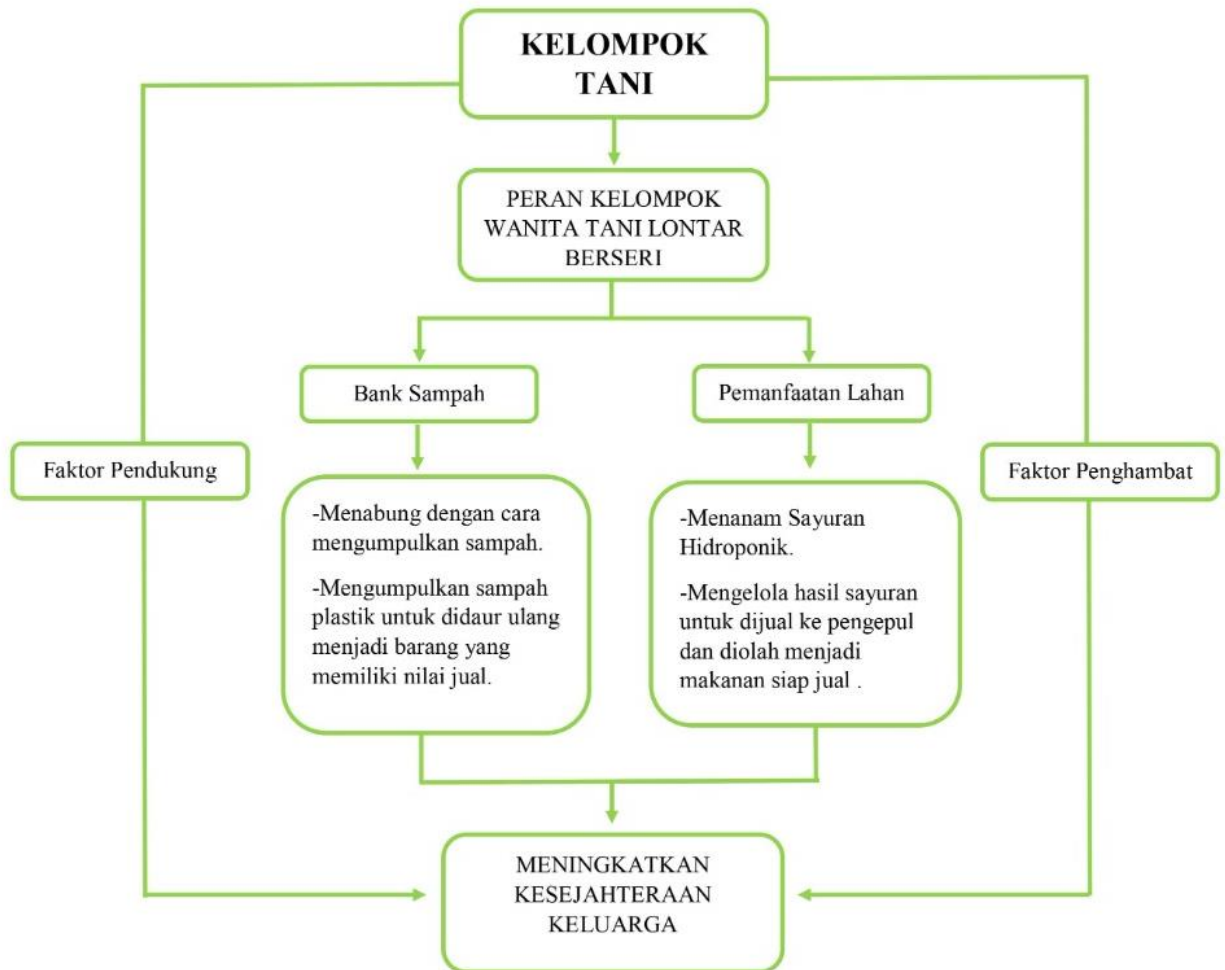 KELOMPOK
TANI
PERAN KELOMPOK
WANITA TANI LONTAR
BERSERI
Bank Sampah
Pemanfaatan Lahan
Faktor Pendukung
Faktor Penghambat
-Menabung dengan cara
mengumpulkan sampah.
-Mengumpulkan sampah
plastik untuk didaur ulang
menjadi barang yang
memiliki nilai jual.
-Menanam Sayuran
Hidroponik.
-Mengelola hasil sayuran
untuk dijual ke pengepul
dan diolah menjadi
makanan siap jual .
MENINGKATKAN
KESEJAHTERAAN
KELUARGA